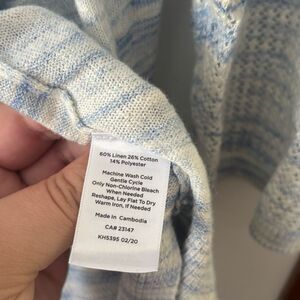 60% Linen 26% Cotton
14% Polyester
Machine Wash Cold
Gentle Cycle
Only Non-Chlorine Bleach
When Needed
Reshape, Lay Flat To Dry
Warm Iron, If Needed
Made In Cambodia
CA# 23147
KH5395 02/20